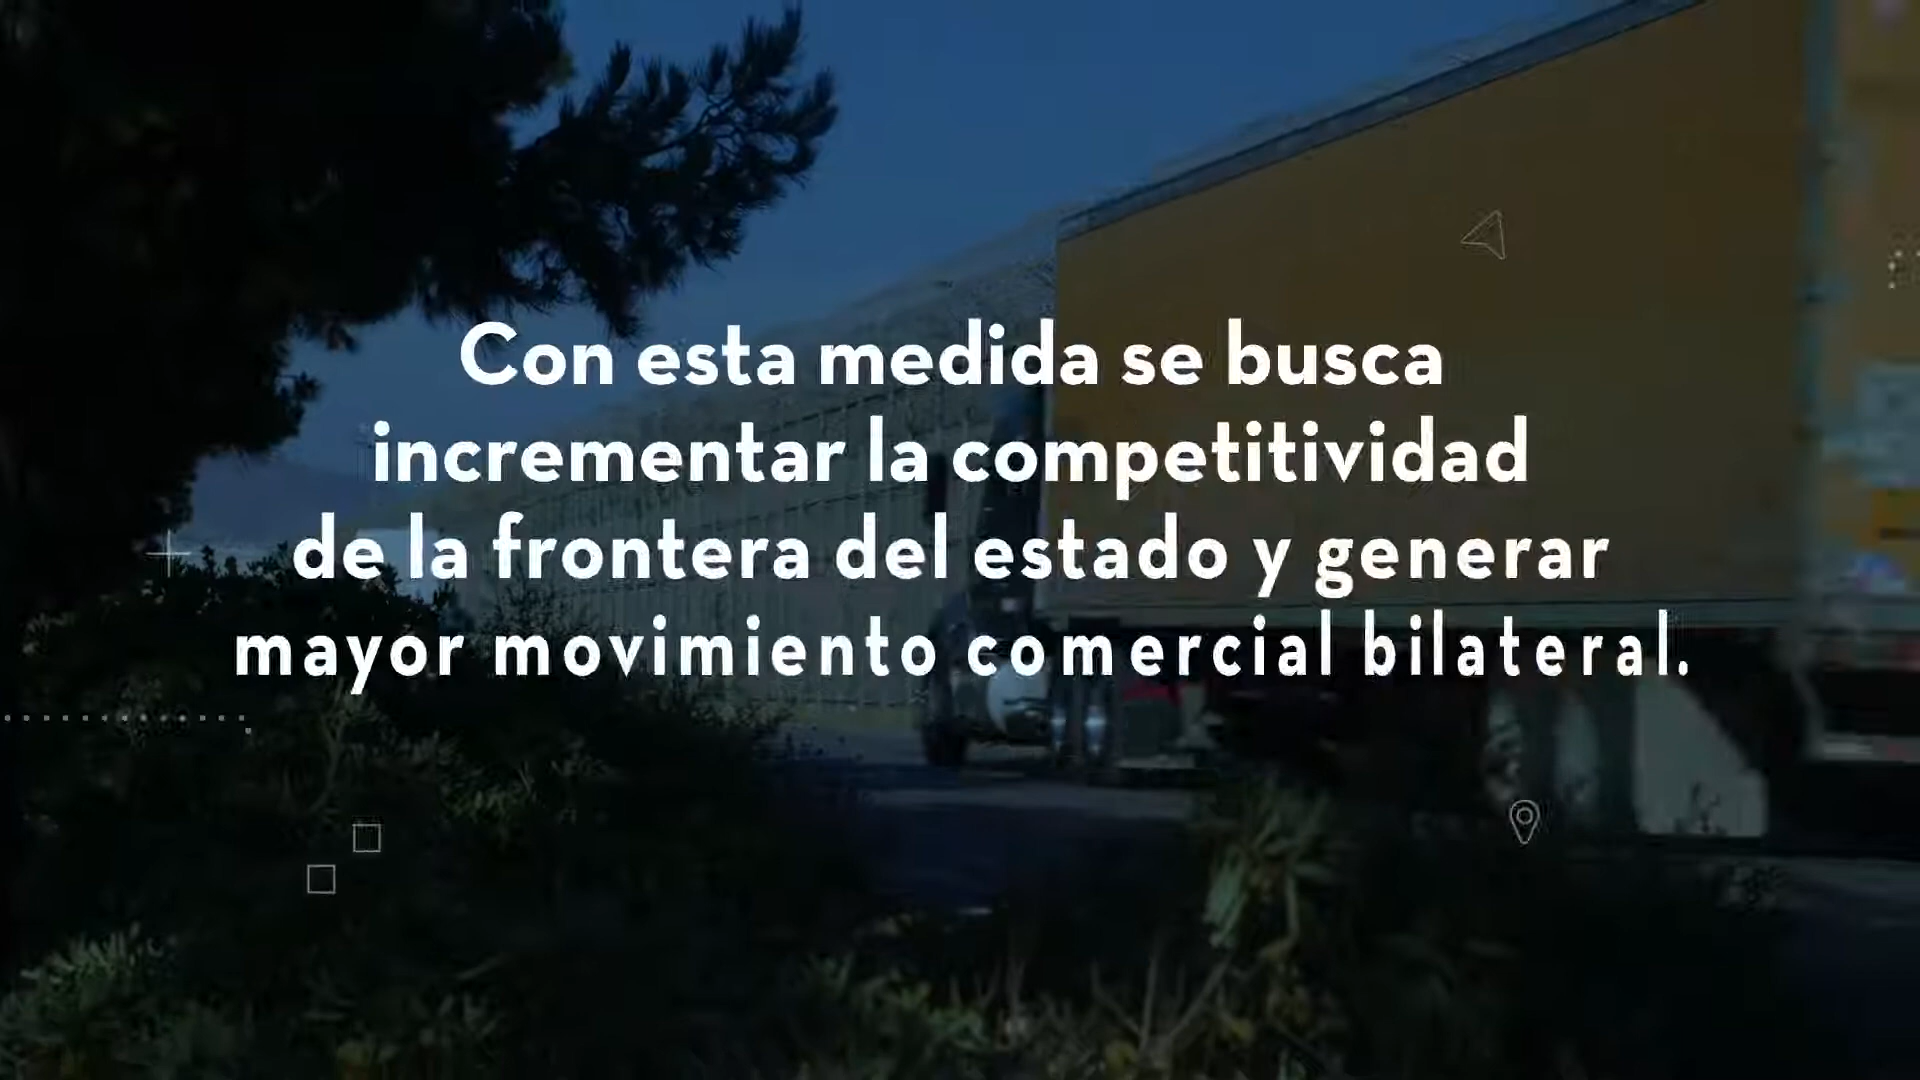 Con esta medida se busca
incrementar la competitividad
de la frontera del estado y generar
mayor movimiento comercial bilateral.